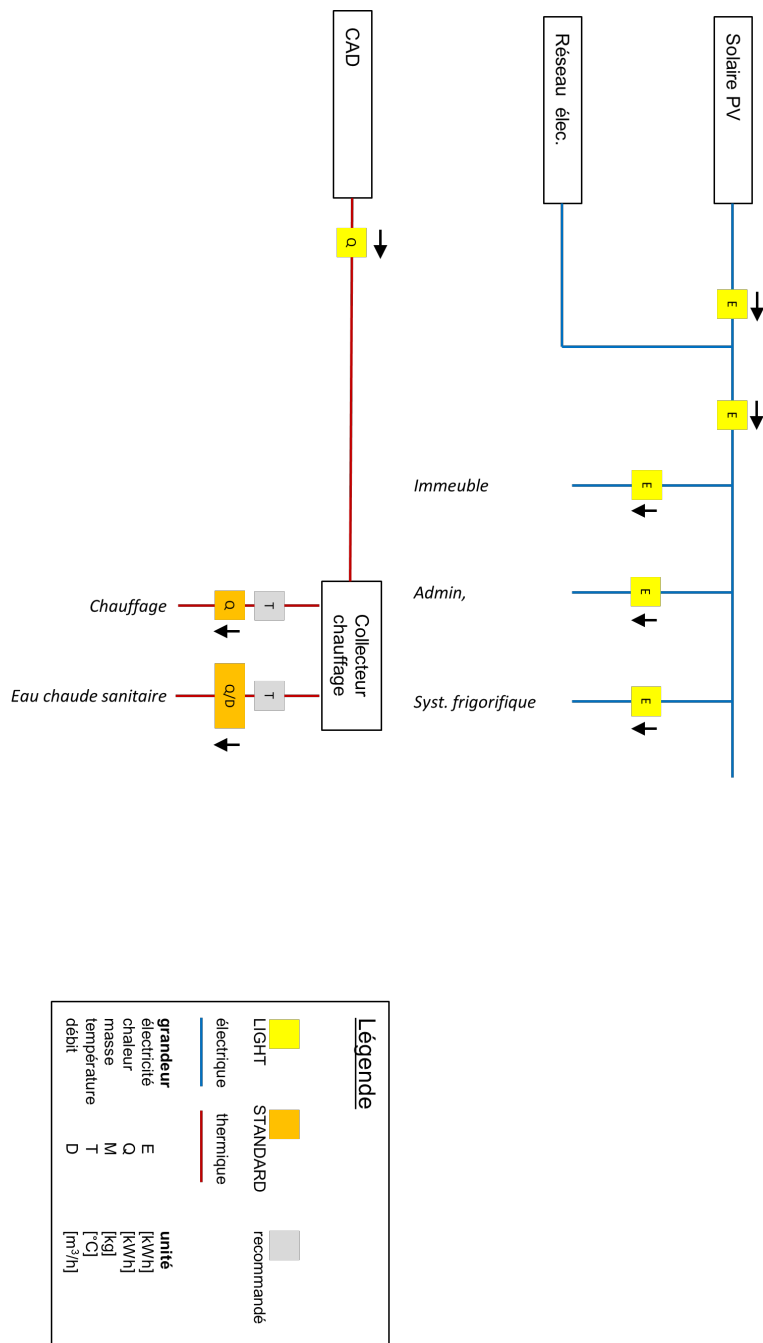 CAD
Réseau élec.
Solaire PV
Q
E
E
Immeuble
E
Chauffage
Q
T
Collecteur
chauffage
Admin,
E
Eau chaude sanitaire
Q/D
T
Syst. frigorifique
E
Légende
LIGHT
STANDARD
recommandé
électrique
thermique
grandeur unité
électricité E [kWh]
chaleur Q [kWh]
masse M [kg]
température T [°C]
débit D [m³/h]